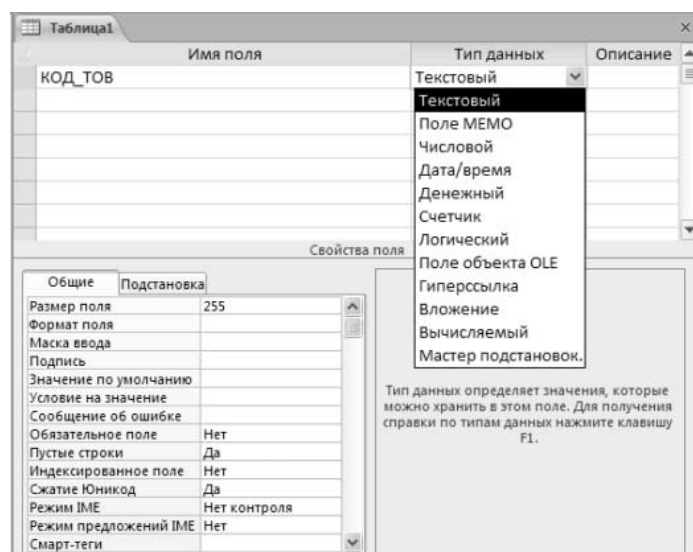 Таблица1
Имя поля Тип данных Описание
КОД_ТОВ Текстовый
Текстовый
Поле МЕМО
Числовой
Дата/время
Денежный
Счетчик
Логический
Поле объекта OLE
Гиперссылка
Вложение
Вычисляемый
Мастер подстановок.
Свойства поля
Общие Подстановка
Размер поля 255
Формат поля
Маска ввода
Подпись
Значение по умолчанию
Условие на значение
Сообщение об ошибке
Обязательное поле Нет
Пустые строки Да
Индексированное поле Нет
Сжатие Юникод Да
Режим IME Нет контроля
Режим предложений IME Нет
Смарт-теги
Тип данных определяет значения, которые
можно хранить в этом поле. Для получения
справки по типам данных нажмите клавишу
F1.